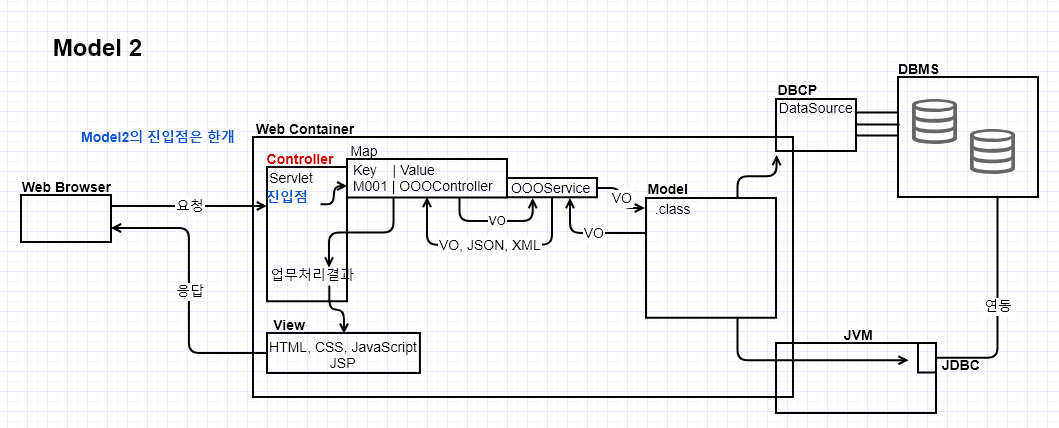 Model 2
DBMS
DBCP
DataSource
Model2의 진입점은 한개
Web Container
Controller
Map
Servlet
진입점
Key | Value
M001 | OOOController
OOOService
Web Browser
요청
VO
Model
.class
VO
VO
VO, JSON, XML
업무처리결과
응답
연동
View
HTML, CSS, JavaScript
JSP
JVM
JDBC